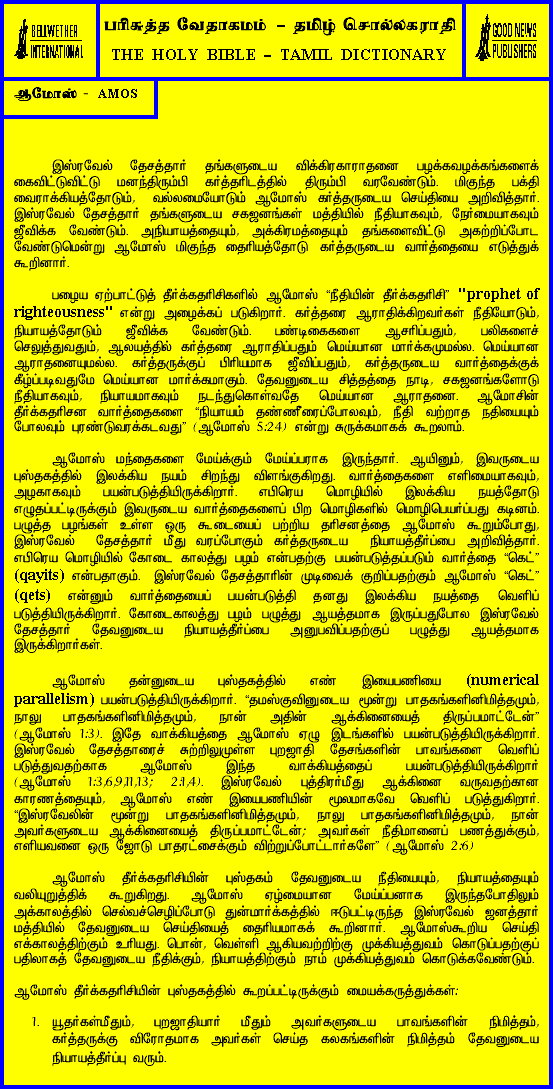 BELLWETHER
INTERNATIONAL
பரிசுத்த வேதாகமம் – தமிழ் சொல்லகராதி
THE HOLY BIBLE – TAMIL DICTIONARY
GOOD NEWS
PUBLISHERS
ஆமோஸ் - AMOS
இஸ்ரவேல் தேசத்தார் தங்களுடைய விக்கிரகாராதனை பழக்கவழக்கங்களைக்
கைவிட்டுவிட்டு மனந்திரும்பி கர்த்தரிடத்தில் திரும்பி வரவேண்டும். மிகுந்த பக்தி
வைராக்கியத்தோடும், வல்லமையோடும் ஆமோஸ் கர்த்தருடைய செய்தியை அறிவித்தார்.
இஸ்ரவேல் தேசத்தார் தங்களுடைய சகஜனங்கள் மத்தியில் நீதியாகவும், நேர்மையாகவும்
ஜீவிக்க வேண்டும். அநியாயத்தையும், அக்கிரமத்தையும் தங்களைவிட்டு அகற்றிப்போட
வேண்டுமென்று ஆமோஸ் மிகுந்த தைரியத்தோடு கர்த்தருடைய வார்த்தையை எடுத்துக்
கூறினார்.
பழைய ஏற்பாட்டுத் தீர்க்கதரிசிகளில் ஆமோஸ் “நீதியின் தீர்க்கதரிசி” "prophet of
righteousness" என்று அழைக்கப் படுகிறார். கர்த்தரை ஆராதிக்கிறவர்கள் நீதியோடும்,
நியாயத்தோடும் ஜீவிக்க வேண்டும். பண்டிகைகளை ஆசரிப்பதும், பலிகளைச்
செலுத்துவதும், ஆலயத்தில் கர்த்தரை ஆராதிப்பதும் மெய்யான மார்க்கமுமல்ல. மெய்யான
ஆராதனையுமல்ல. கர்த்தருக்குப் பிரியமாக ஜீவிப்பதும், கர்த்தருடைய வார்த்தைக்குக்
கீழ்ப்படிவதுமே மெய்யான மார்க்கமாகும். தேவனுடைய சித்தத்தை நாடி, சகஜனங்களோடு
நீதியாகவும், நியாயமாகவும் நடந்துகொள்வதே மெய்யான ஆராதனை. ஆமோசின்
தீர்க்கதரிசன வார்த்தைகளை “நியாயம் தண்ணீரைப்போலவும், நீதி வற்றாத நதியையும்
போலவும் புரண்டுவரக்கடவது” (ஆமோஸ் 5:24) என்று சுருக்கமாகக் கூறலாம்.
ஆமோஸ் மந்தைகளை மேய்க்கும் மேய்ப்பராக இருந்தார். ஆயினும், இவருடைய
புஸ்தகத்தில் இலக்கிய நயம் சிறந்து விளங்குகிறது. வார்த்தைகளை எளிமையாகவும்,
அழகாகவும் பயன்படுத்தியிருக்கிறார். எபிரெய மொழியில் இலக்கிய நயத்தோடு
எழுதப்பட்டிருக்கும் இவருடைய வார்த்தைகளைப் பிற மொழிகளில் மொழிபெயர்ப்பது கடினம்.
பழுத்த பழங்கள் உள்ள ஒரு கூடையைப் பற்றிய தரிசனத்தை ஆமோஸ் கூறும்போது,
இஸ்ரவேல் தேசத்தார் மீது வரப்போகும் கர்த்தருடைய நியாயத்தீர்ப்பை அறிவித்தார்.
எபிரெய மொழியில் கோடை காலத்து பழம் என்பதற்கு பயன்படுத்தப்படும் வார்த்தை “கெட்”
(qayits) என்பதாகும். இஸ்ரவேல் தேசத்தாரின் முடிவைக் குறிப்பதற்கும் ஆமோஸ் “கெட்”
(qets) என்னும் வார்த்தையைப் பயன்படுத்தி தனது இலக்கிய நயத்தை வெளிப்
படுத்தியிருக்கிறார். கோடைகாலத்து பழம் பழுத்து ஆயத்தமாக இருப்பதுபோல இஸ்ரவேல்
தேசத்தார் தேவனுடைய நியாயத்தீர்ப்பை அனுபவிப்பதற்குப் பழுத்து ஆயத்தமாக
இருக்கிறார்கள்.
ஆமோஸ் தன்னுடைய புஸ்தகத்தில் எண் இயைபணியை (numerical
parallelism) பயன்படுத்தியிருக்கிறார். “தமஸ்குவினுடைய மூன்று பாதகங்களினிமித்தமும்,
நாலு பாதகங்களினிமித்தமும், நான் அதின் ஆக்கினையைத் திருப்பமாட்டேன்”
(ஆமோஸ் 1:3). இதே வாக்கியத்தை ஆமோஸ் ஏழு இடங்களில் பயன்படுத்தியிருக்கிறார்.
இஸ்ரவேல் தேசத்தாரைச் சுற்றிலுமுள்ள புறஜாதி தேசங்களின் பாவங்களை வெளிப்
படுத்துவதற்காக ஆமோஸ் இந்த வாக்கியத்தைப் பயன்படுத்தியிருக்கிறார்
(ஆமோஸ் 1:3,6,9,11,13; 2:1,4). இஸ்ரவேல் புத்திரர்மீது ஆக்கினை வருவதற்கான
காரணத்தையும், ஆமோஸ் எண் இயைபணியின் மூலமாகவே வெளிப் படுத்துகிறார்.
“இஸ்ரவேலின் மூன்று பாதகங்களினிமித்தமும், நாலு பாதகங்களினிமித்தமும், நான்
அவர்களுடைய ஆக்கினையைத் திருப்பமாட்டேன்; அவர்கள் நீதிமானைப் பணத்துக்கும்,
எளியவனை ஒரு ஜோடு பாதரட்சைக்கும் விற்றுப்போட்டார்களே” (ஆமோஸ் 2:6)
ஆமோஸ் தீர்க்கதரிசியின் புஸ்தகம் தேவனுடைய நீதியையும், நியாயத்தையும்
வலியுறுத்திக் கூறுகிறது. ஆமோஸ் ஏழ்மையான மேய்ப்பனாக இருந்தபோதிலும்
அக்காலத்தில் செல்வச்செழிப்போடு துன்மார்க்கத்தில் ஈடுபட்டிருந்த இஸ்ரவேல் ஜனத்தார்
மத்தியில் தேவனுடைய செய்தியைத் தைரியமாகக் கூறினார். ஆமோஸ்கூறிய செய்தி
எக்காலத்திற்கும் உரியது. பொன், வெள்ளி ஆகியவற்றிற்கு முக்கியத்துவம் கொடுப்பதற்குப்
பதிலாகத் தேவனுடைய நீதிக்கும், நியாயத்திற்கும் நாம் முக்கியத்துவம் கொடுக்கவேண்டும்.
ஆமோஸ் தீர்க்கதரிசியின் புஸ்தகத்தில் கூறப்பட்டிருக்கும் மையக்கருத்துக்கள்:
1. யூதர்கள்மீதும், புறஜாதியார் மீதும் அவர்களுடைய பாவங்களின் நிமித்தம்,
கர்த்தருக்கு விரோதமாக அவர்கள் செய்த கலகங்களின் நிமித்தம் தேவனுடைய
நியாயத்தீர்ப்பு வரும்.